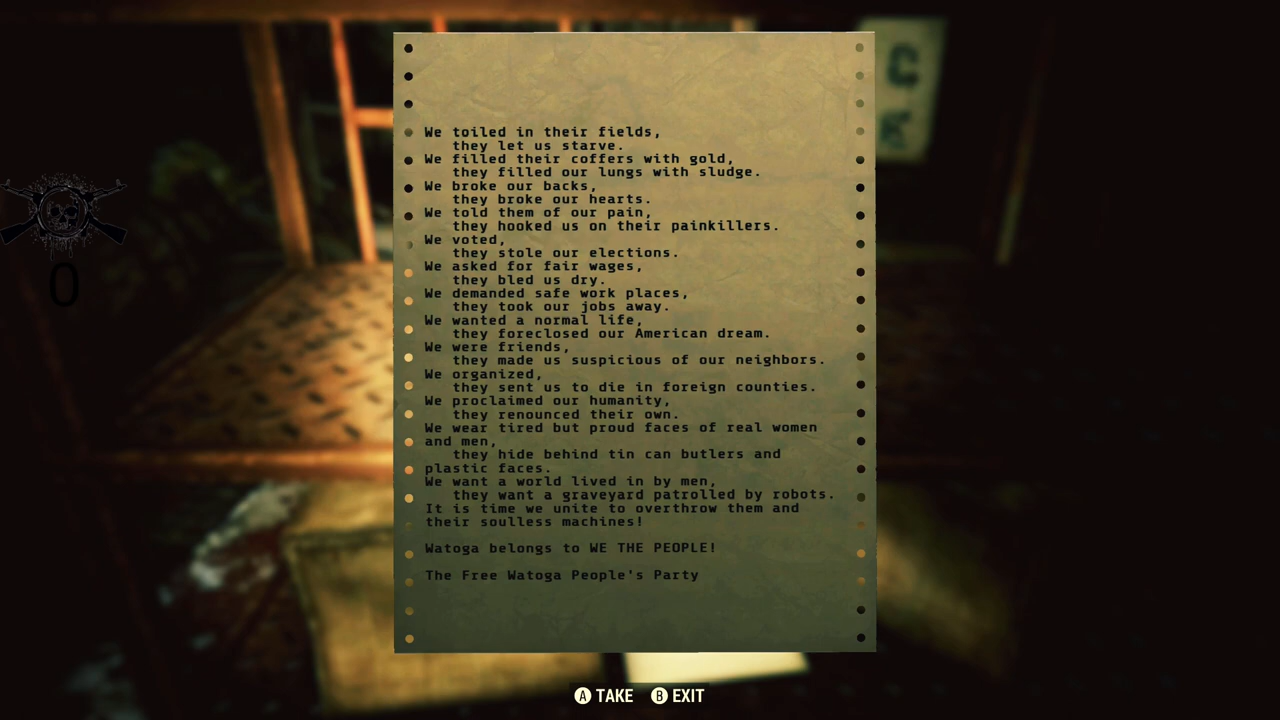 We toiled in their fields,
they let us starve.
We filled their coffers with gold,
they filled our lungs with sludge.
We broke our backs,
they broke our hearts.
We told them of our pain,
they hooked us on their painkillers.
We voted,
they stole our elections.
We asked for fair wages,
they bled us dry.
We demanded safe work places,
they took our jobs away.
We wanted a normal life,
they foreclosed our American dream.
We were friends,
they made us suspicious of our neighbors.
We organized,
they sent us to die in foreign counties.
We proclaimed our humanity,
they renounced their own.
We wear tired but proud faces of real women
and men,
they hide behind tin can butlers and
plastic faces.
We want a world lived in by men,
they want a graveyard patrolled by robots.
It is time we unite to overthrow them and
their soulless machines!
Watoga belongs to WE THE PEOPLE!
The Free Watoga People's Party
0
A TAKE B EXIT